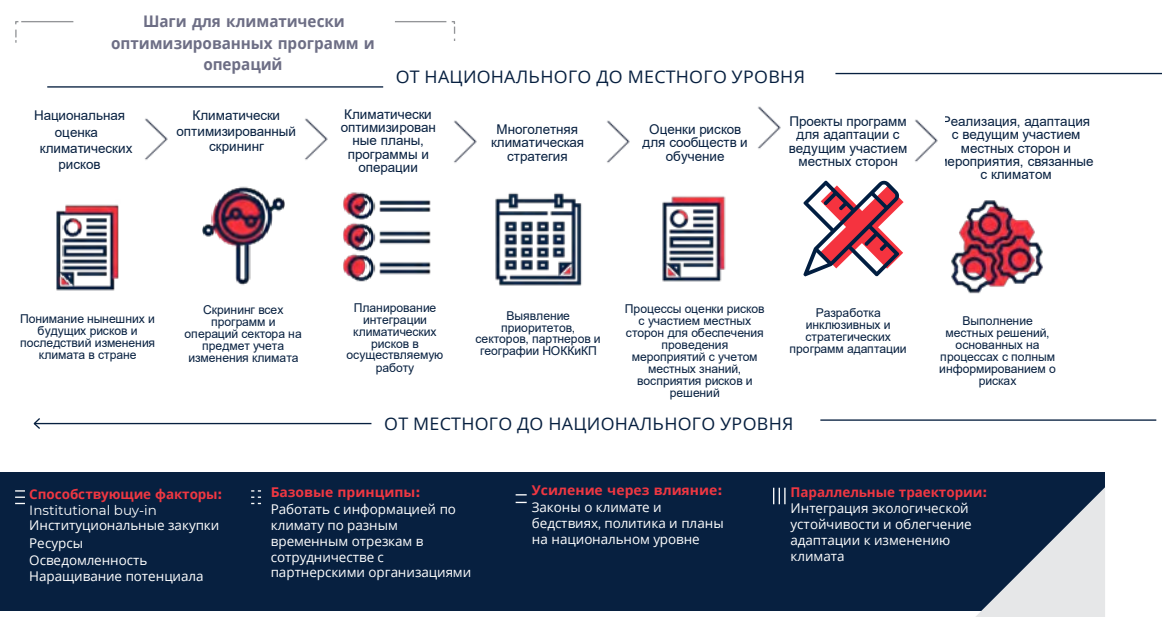 Шаги для климатически
оптимизированных программ и
операций
ОТ НАЦИОНАЛЬНОГО ДО МЕСТНОГО УРОВНЯ
Национальная
оценка
климатических
рисков
Климатически
оптимизированный
скрининг
Климатически
оптимизирован
ные планы,
программы и
операции
Многолетняя
климатическая
стратегия
Оценки рисков
для сообществ и
обучение
Проекты программ
для адаптации с
ведущим участием
местных сторон
Реализация, адаптация
с ведущим участием
местных сторон и
мероприятия, связанные
с климатом
Понимание нынешних и
будущих рисков и
последствий изменения
климата в стране
Скрининг всех
программ и
операций сектора на
предмет учета
изменения климата
Планирование
интеграции
климатических
рисков в
осуществляемую
работу
Выявление
приоритетов,
секторов, партнеров и
географии НОККиКП
Процессы оценки рисков
с участием местных
сторон для обеспечения
проведения
мероприятий с учетом
местных знаний,
восприятия рисков и
решений
Разработка
инклюзивных и
стратегических
программ адаптации
Выполнение
местных решений,
основанных на
процессах с полным
информированием о
рисках
ОТ МЕСТНОГО ДО НАЦИОНАЛЬНОГО УРОВНЯ
Способствующие факторы:
Institutional buy-in
Институциональные закупки
Ресурсы
Осведомленность
Наращивание потенциала
Базовые принципы:
Работать с информацией по
климату по разным
временным отрезкам в
сотрудничестве с
партнерскими организациями
Усиление через влияние:
Законы о климате и
бедствиях, политика и планы
на национальном уровне
Параллельные траектории:
Интеграция экологической
устойчивости и облегчение
адаптации к изменению
климата